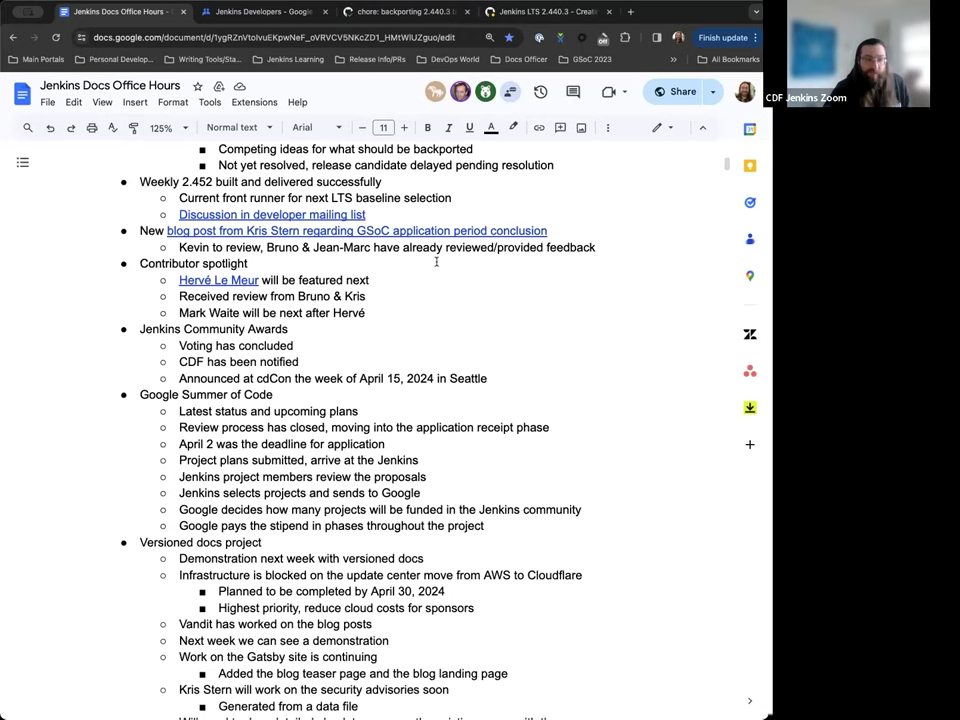 Jenkins Docs Office Hours -
Jenkins Developers - Google
chore: backporting 2.440.3 b
Jenkins LTS 2.440.3 - Creat
docs.google.com/document/d/1ygRZnVtolvuEKpwNeF_oVRVCV5NKcZD1_HMtWlUZguo/edit
Finish update
Main Portals
Personal Develop...
Writing Tools/Sta...
Jenkins Learning
Release Info/PRs
DevOps World
Docs Officer
GSoC 2023
All Bookmarks
Jenkins Docs Office Hours
File Edit View Insert Format Tools Extensions Help
Share
CDF Jenkins Zoom
125% Normal text Arial 11 B I U A
■ Competing ideas for what should be backported
■ Not yet resolved, release candidate delayed pending resolution
● Weekly 2.452 built and delivered successfully
○ Current front runner for next LTS baseline selection
○ Discussion in developer mailing list
● New blog post from Kris Stern regarding GSoC application period conclusion
○ Kevin to review, Bruno & Jean-Marc have already reviewed/provided feedback
● Contributor spotlight
○ Hervé Le Meur will be featured next
○ Received review from Bruno & Kris
○ Mark Waite will be next after Hervé
● Jenkins Community Awards
○ Voting has concluded
○ CDF has been notified
○ Announced at cdCon the week of April 15, 2024 in Seattle
● Google Summer of Code
○ Latest status and upcoming plans
○ Review process has closed, moving into the application receipt phase
○ April 2 was the deadline for application
○ Project plans submitted, arrive at the Jenkins
○ Jenkins project members review the proposals
○ Jenkins selects projects and sends to Google
○ Google decides how many projects will be funded in the Jenkins community
○ Google pays the stipend in phases throughout the project
● Versioned docs project
○ Demonstration next week with versioned docs
○ Infrastructure is blocked on the update center move from AWS to Cloudflare
■ Planned to be completed by April 30, 2024
■ Highest priority, reduce cloud costs for sponsors
○ Vandit has worked on the blog posts
○ Next week we can see a demonstration
○ Work on the Gatsby site is continuing
■ Added the blog teaser page and the blog landing page
○ Kris Stern will work on the security advisories soon
■ Generated from a data file